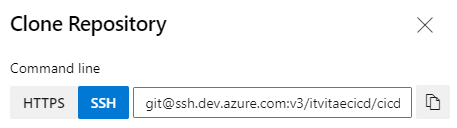 Clone Repository
Command line
HTTPS SSH git@ssh.dev.azure.com:v3/itvitaecicd/cicd